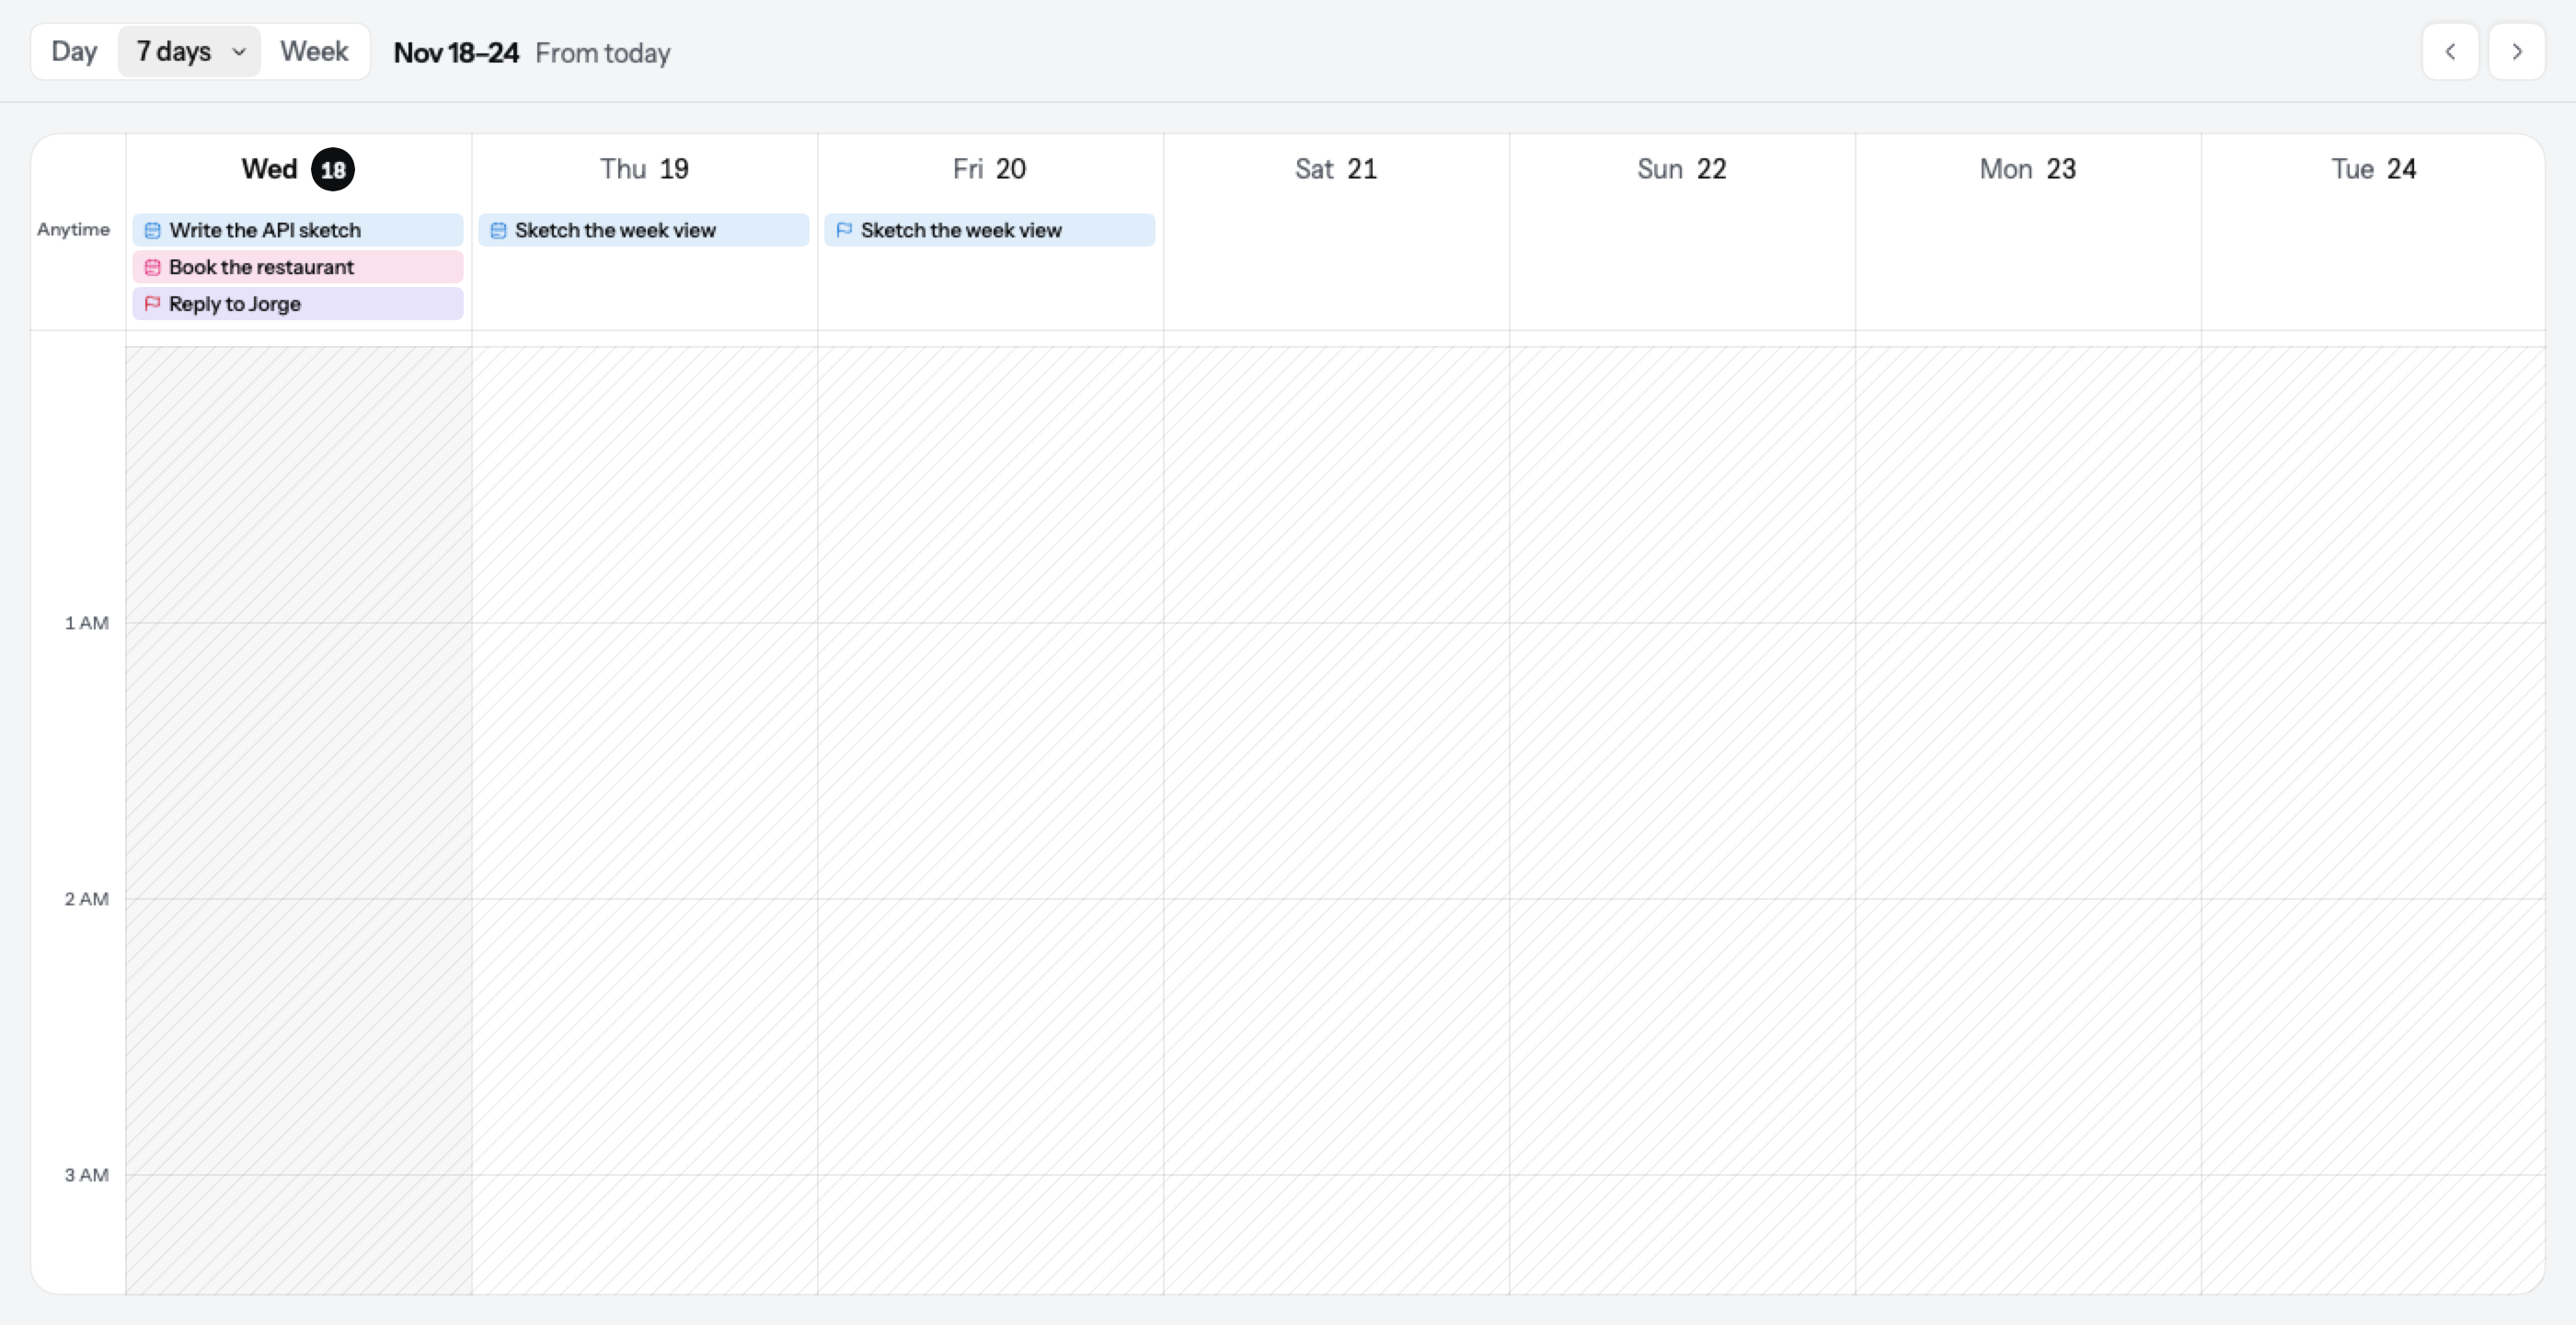 Day 7 days Week Nov 18–24 From today
Wed 18 Thu 19 Fri 20 Sat 21 Sun 22 Mon 23 Tue 24
Anytime Write the API sketch Sketch the week view Sketch the week view
Book the restaurant
Reply to Jorge
1 AM
2 AM
3 AM